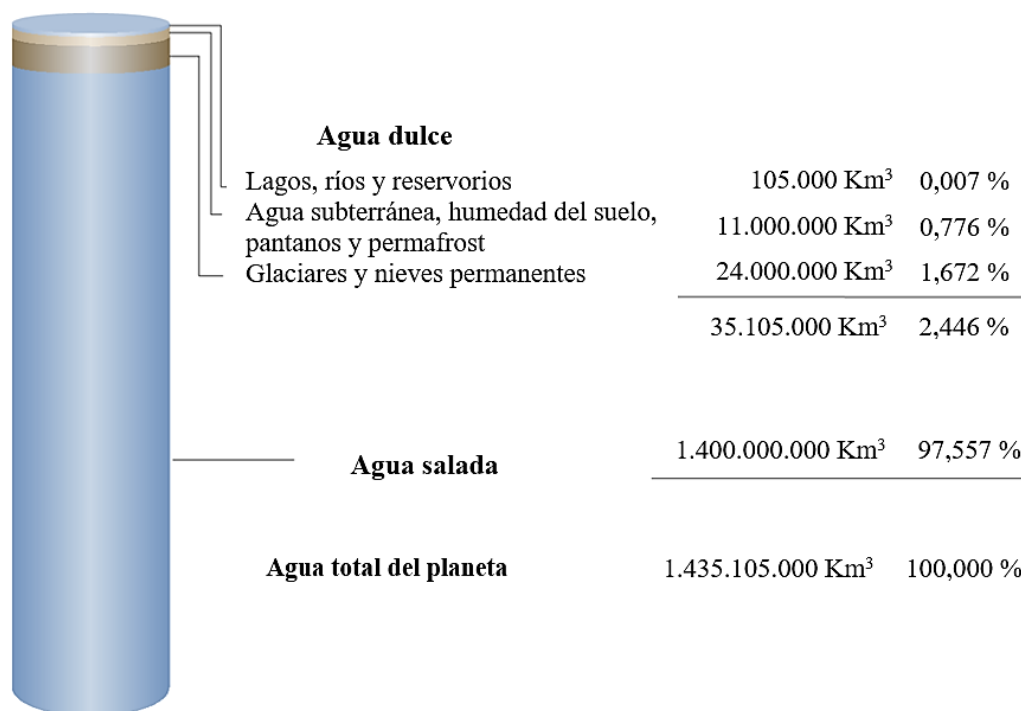 Agua dulce
Lagos, ríos y reservorios 105.000 Km³ 0,007 %
Agua subterránea, humedad del suelo,
pantanos y permafrost 11.000.000 Km³ 0,776 %
Glaciares y nieves permanentes 24.000.000 Km³ 1,672 %
35.105.000 Km³ 2,446 %
Agua salada 1.400.000.000 Km³ 97,557 %
Agua total del planeta 1.435.105.000 Km³ 100,000 %